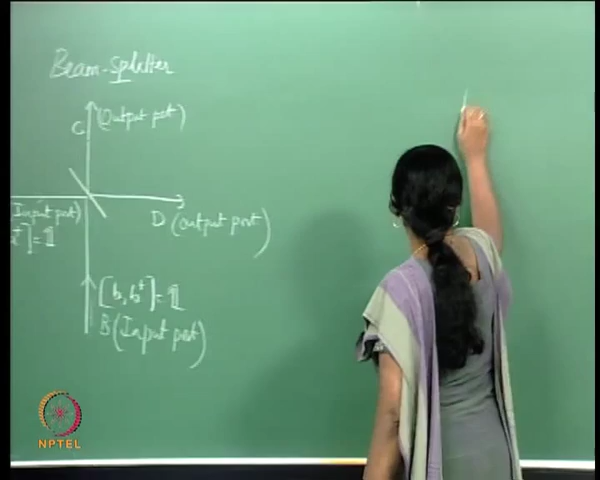 Beam-Splitter
C (Output port)
Input port)
D (output port)
†] = 𝟙
[b, b†] = 𝟙
B (Input port)
NPTEL